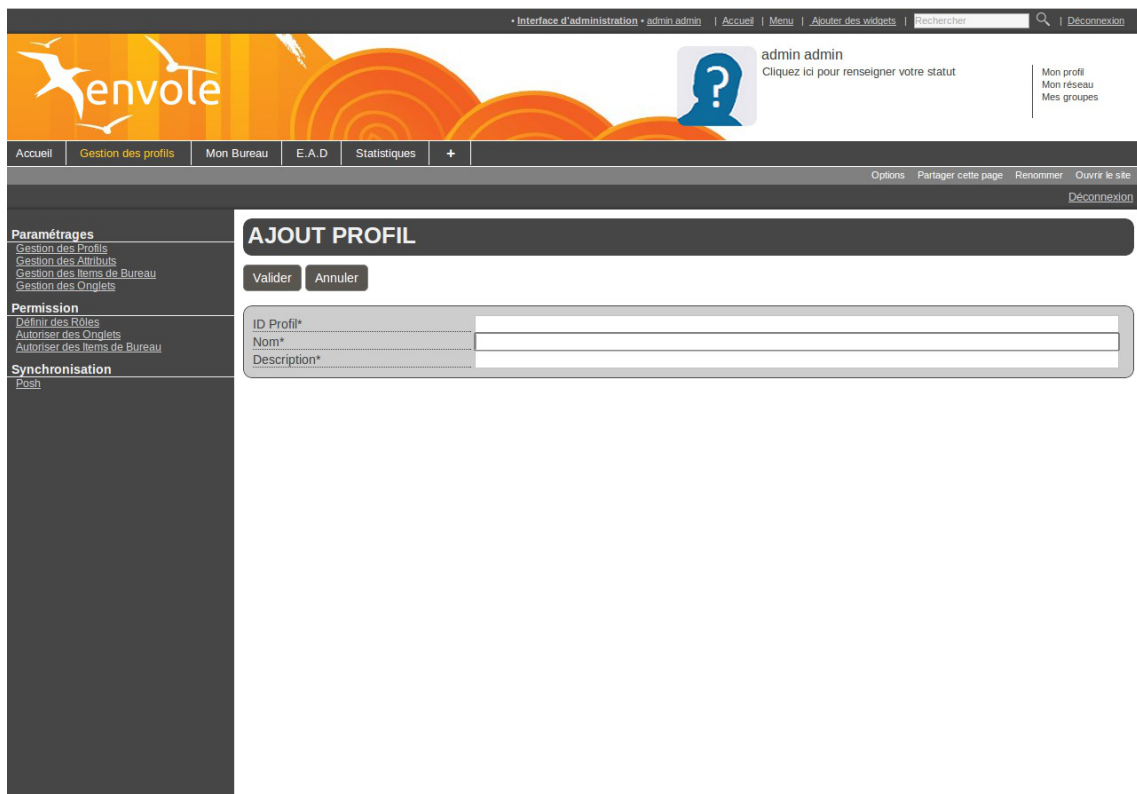 • Interface d'administration • admin admin | Accueil | Menu | Ajouter des widgets | Rechercher | Déconnexion
envole
admin admin
Cliquez ici pour renseigner votre statut
Mon profil
Mon réseau
Mes groupes
Accueil Gestion des profils Mon Bureau E.A.D Statistiques +
Options Partager cette page Renommer Ouvrir le site
Déconnexion
Paramétrages
Gestion des Profils
Gestion des Attributs
Gestion des Items de Bureau
Gestion des Onglets
Permission
Définir des Rôles
Autoriser des Onglets
Autoriser des Items de Bureau
Synchronisation
Posh
AJOUT PROFIL
Valider Annuler
ID Profil*
Nom*
Description*